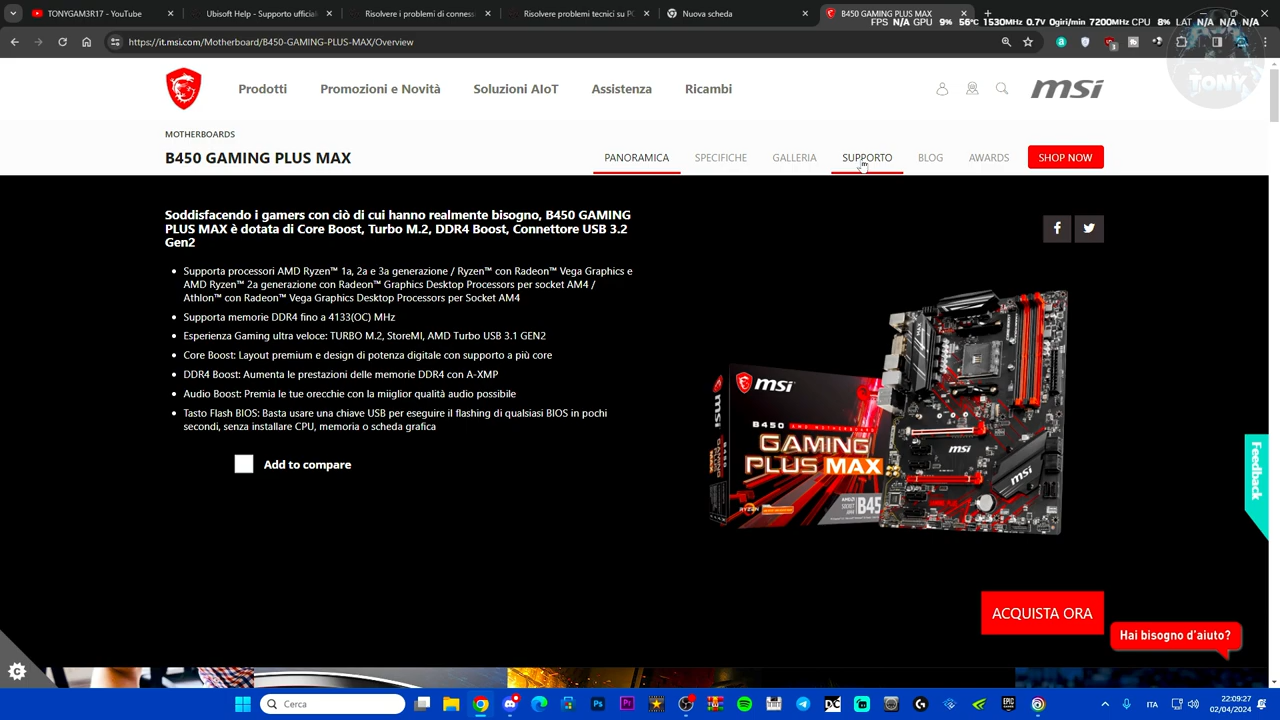 TONYGAM3R17 - YouTube
Ubisoft Help - Supporto ufficial
Risolvere i problemi di conness
Risolvere problemi tecnici su P
Nuova scheda
B450 GAMING PLUS MAX
FPS N/A GPU 9% 56°C 1530MHz 0.7V 0giri/min 7200MHz CPU 8% LAT N/A N/A N/A
https://it.msi.com/Motherboard/B450-GAMING-PLUS-MAX/Overview
TONY
Prodotti
Promozioni e Novità
Soluzioni AIoT
Assistenza
Ricambi
msi
MOTHERBOARDS
B450 GAMING PLUS MAX
PANORAMICA
SPECIFICHE
GALLERIA
SUPPORTO
BLOG
AWARDS
SHOP NOW
Soddisfacendo i gamers con ciò di cui hanno realmente bisogno, B450 GAMING
PLUS MAX è dotata di Core Boost, Turbo M.2, DDR4 Boost, Connettore USB 3.2
Gen2
• Supporta processori AMD Ryzen™ 1a, 2a e 3a generazione / Ryzen™ con Radeon™ Vega Graphics e
AMD Ryzen™ 2a generazione con Radeon™ Graphics Desktop Processors per socket AM4 /
Athlon™ con Radeon™ Vega Graphics Desktop Processors per Socket AM4
• Supporta memorie DDR4 fino a 4133(OC) MHz
• Esperienza Gaming ultra veloce: TURBO M.2, StoreMI, AMD Turbo USB 3.1 GEN2
• Core Boost: Layout premium e design di potenza digitale con supporto a più core
• DDR4 Boost: Aumenta le prestazioni delle memorie DDR4 con A-XMP
• Audio Boost: Premia le tue orecchie con la miiglior qualità audio possibile
• Tasto Flash BIOS: Basta usare una chiave USB per eseguire il flashing di qualsiasi BIOS in pochi
secondi, senza installare CPU, memoria o scheda grafica
Add to compare
msi
B450
GAMING
PLUS MAX
RYZEN
B45
msi
msi
Feedback
ACQUISTA ORA
Hai bisogno d'aiuto?
Cerca
ITA
22:09:27
02/04/2024